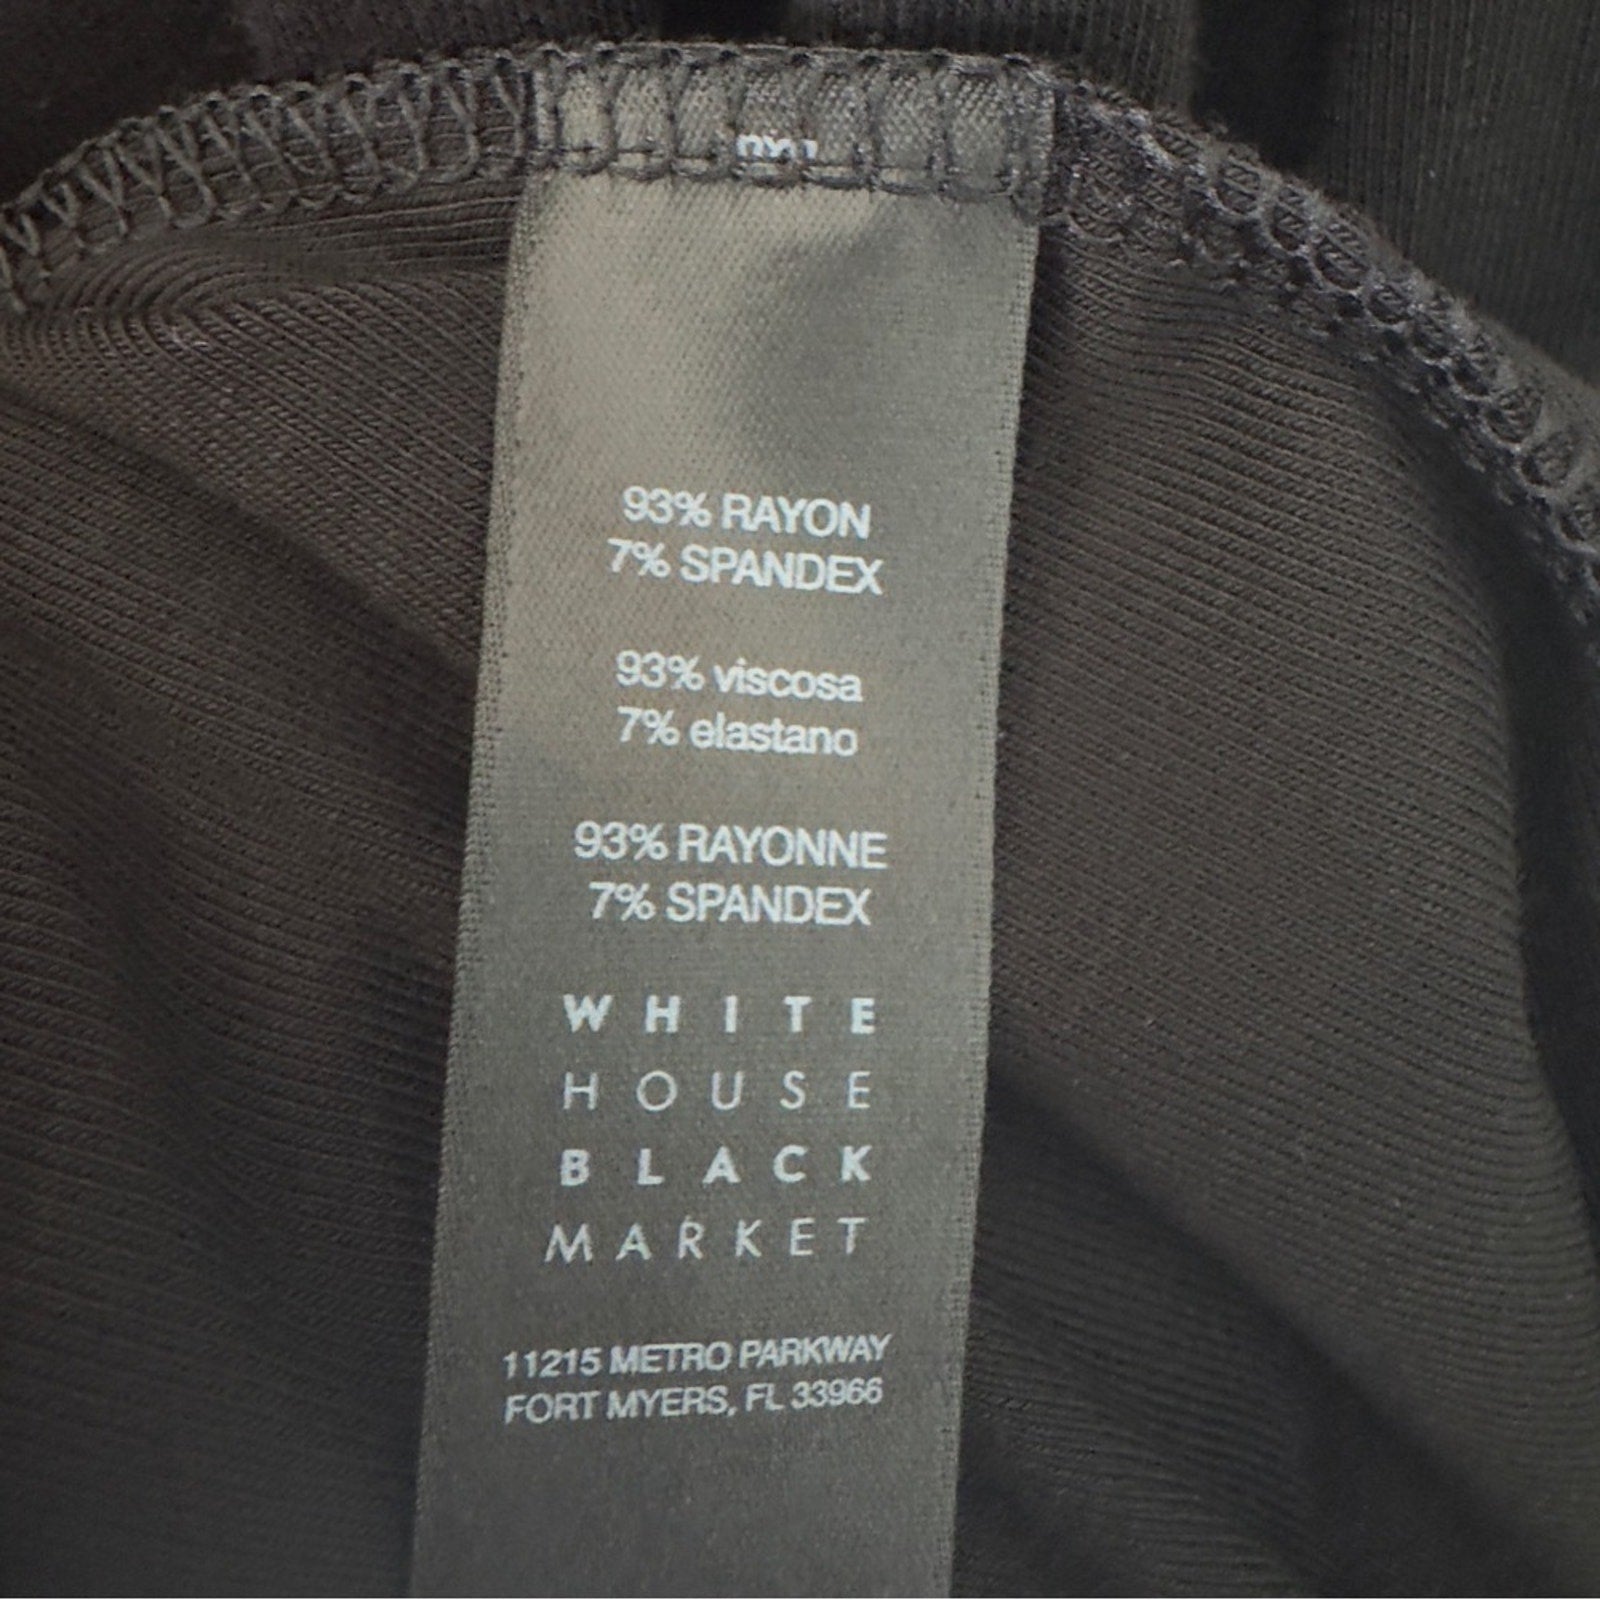 93% RAYON
7% SPANDEX
93% viscosa
7% elastano
93% RAYONNE
7% SPANDEX
WHITE
HOUSE
BLACK
MARKET
11215 METRO PARKWAY
FORT MYERS, FL 33966